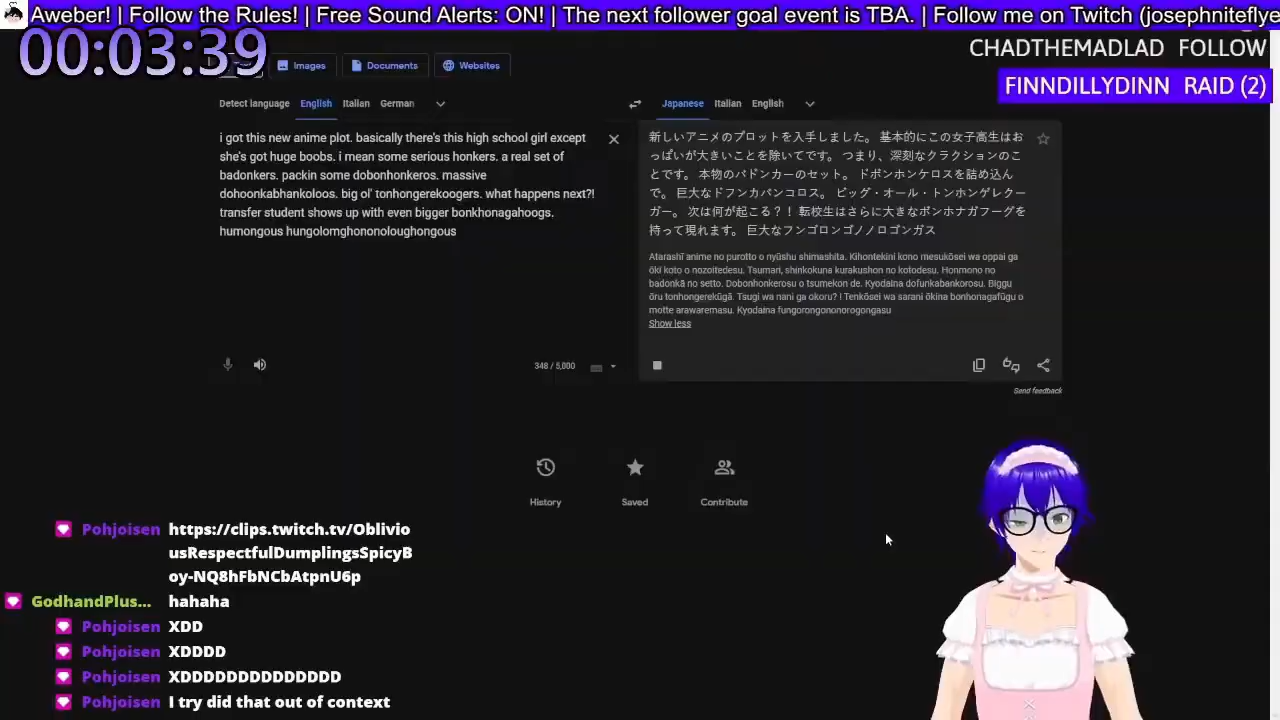 Aweber! | Follow the Rules! | Free Sound Alerts: ON! | The next follower goal event is TBA. | Follow me on Twitch (josephniteflye
00:03:39
CHADTHEMADLAD FOLLOW
FINNDILLYDINN RAID (2)
Images
Documents
Websites
Detect language English Italian German
Japanese Italian English
i got this new anime plot. basically there's this high school girl except
she's got huge boobs. i mean some serious honkers. a real set of
badonkers. packin some dobonhonkeros. massive
dohoonkabhankoloos. big ol' tonhongerekoogers. what happens next?!
transfer student shows up with even bigger bonkhonagahoogs.
humongous hungolomghononoloughongous
348 / 5,000
新しいアニメのプロットを入手しました。 基本的にこの女子高生はお
っぱいが大きいことを除いてです。 つまり、深刻なクラクションのこ
とです。 本物のバドンカーのセット。 ドボンホンケロスを詰め込ん
で。 巨大なドフンカバンコロス。 ビッグ・オール・トンホンゲレクー
ガー。 次は何が起こる？！ 転校生はさらに大きなボンホナガフーグを
持って現れます。 巨大なフンゴロンゴノノロゴンガス
Atarashī anime no purotto o nyūshu shimashita. Kihontekini kono mesukōsei wa oppai ga
ōki koto o nozoitedesu. Tsumari, shinkokuna kurakushon no kotodesu. Honmono no
badonkā no setto. Dobonhonkerosu o tsumekon de. Kyodaina dofunkabankorosu. Biggu
ōru tonhongerekūgā. Tsugi wa nani ga okoru? ! Tenkōsei wa sarani ōkina bonhonagafūgu o
motte arawaremasu. Kyodaina fungorongononorogongasu
Show less
Send feedback
History
Saved
Contribute
Pohjoisen https://clips.twitch.tv/Oblivio
usRespectfulDumplingsSpicyB
oy-NQ8hFbNCbAtpnU6p
GodhandPlus... hahaha
Pohjoisen XDD
Pohjoisen XDDDD
Pohjoisen XDDDDDDDDDDDDDD
Pohjoisen I try did that out of context